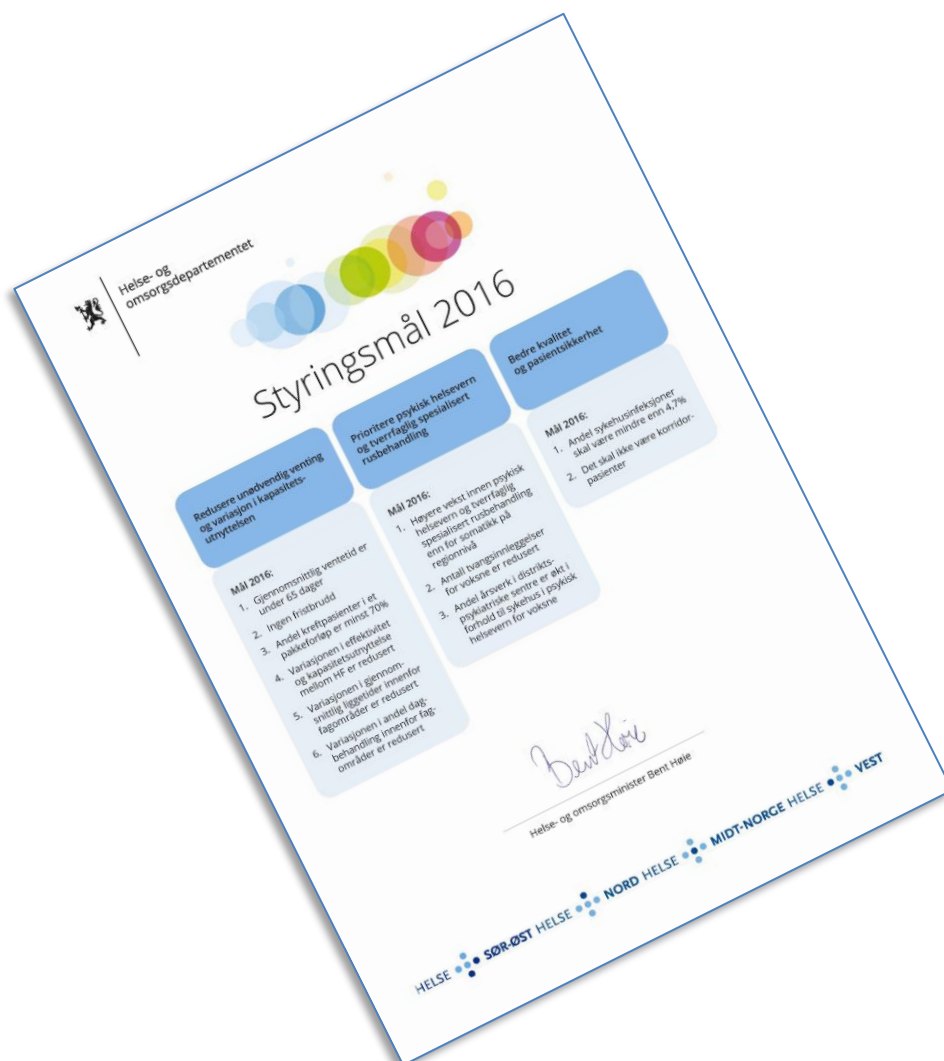 Helse- og
omsorgsdepartementet
Styringsmål 2016
Redusere unødvendig venting
og variasjon i kapasitets-
utnyttelsen
Mål 2016:
1. Gjennomsnittlig ventetid er
under 65 dager
2. Ingen fristbrudd
3. Andel kreftpasienter i et
pakkeforløp er minst 70%
4. Variasjonen i effektivitet
og kapasitetsutnyttelse
mellom HF er redusert
5. Variasjonen i gjennom-
snittlig liggetider innenfor
fagområder er redusert
6. Variasjonen i andel dag-
behandling innenfor fag-
områder er redusert
Prioritere psykisk helsevern
og tverrfaglig spesialisert
rusbehandling
Mål 2016:
1. Høyere vekst innen psykisk
helsevern og tverrfaglig
spesialisert rusbehandling
enn for somatikk på
regionnivå
2. Antall tvangsinnleggelser
for voksne er redusert
3. Andel årsverk i distrikts-
psykiatriske sentre er økt i
forhold til sykehus i psykisk
helsevern for voksne
Bedre kvalitet
og pasientsikkerhet
Mål 2016:
1. Andel sykehusinfeksjoner
skal være mindre enn 4,7%
2. Det skal ikke være korridor-
pasienter
Bent Høie
Helse- og omsorgsminister Bent Høie
HELSE SØR-ØST HELSE NORD HELSE MIDT-NORGE HELSE VEST